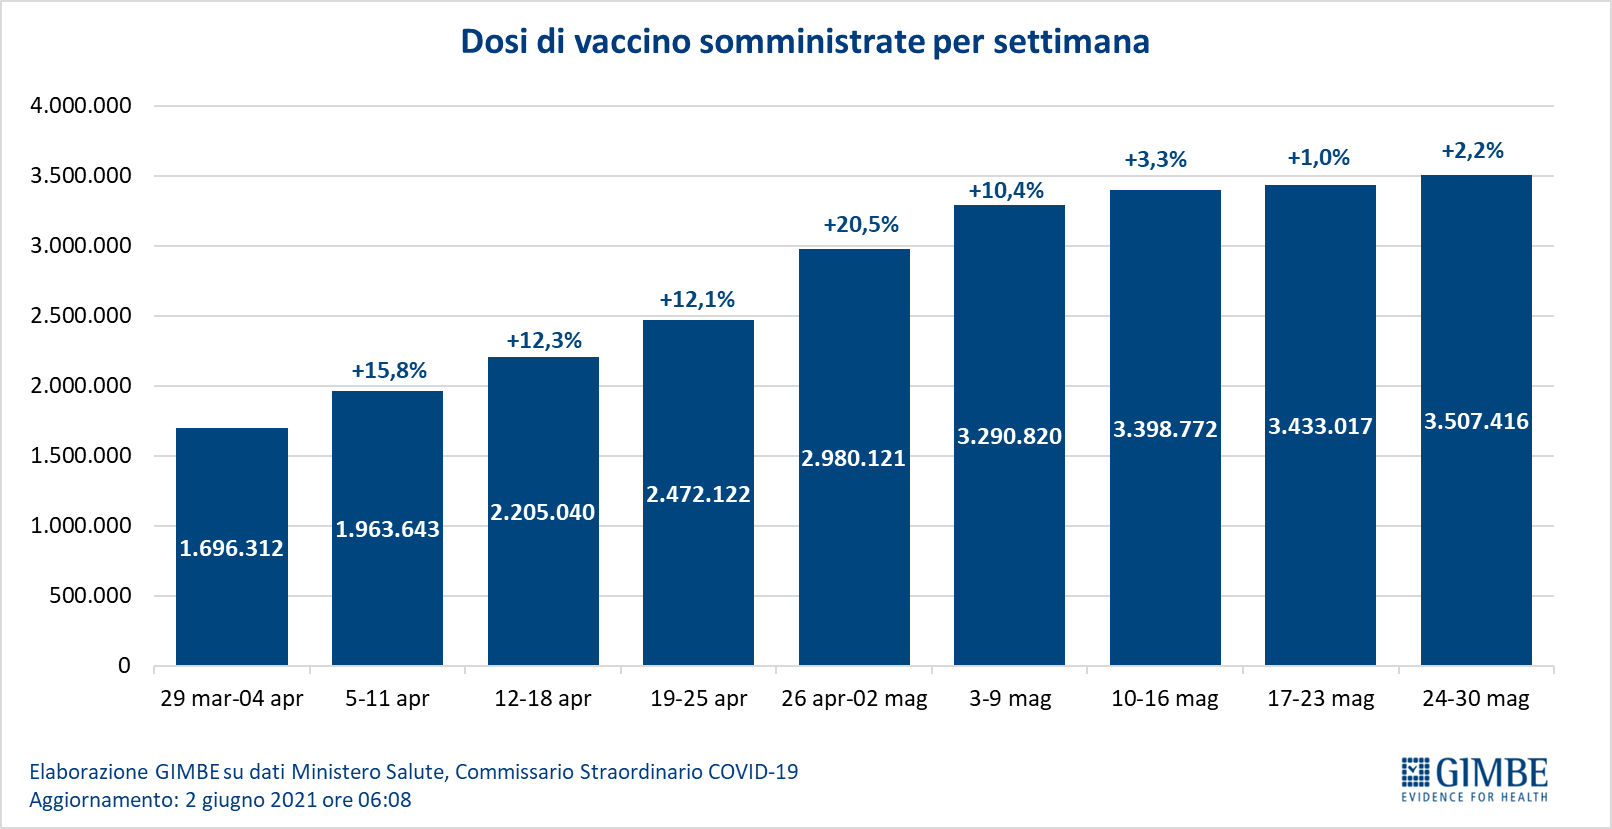 Dosi di vaccino somministrate per settimana
4.000.000
3.500.000
3.000.000
2.500.000
2.000.000
1.500.000
1.000.000
500.000
0
+15,8%
+12,3%
+12,1%
+20,5%
+10,4%
+3,3%
+1,0%
+2,2%
1.696.312
1.963.643
2.205.040
2.472.122
2.980.121
3.290.820
3.398.772
3.433.017
3.507.416
29 mar-04 apr
5-11 apr
12-18 apr
19-25 apr
26 apr-02 mag
3-9 mag
10-16 mag
17-23 mag
24-30 mag
Elaborazione GIMBE su dati Ministero Salute, Commissario Straordinario COVID-19
Aggiornamento: 2 giugno 2021 ore 06:08
GIMBE
EVIDENCE FOR HEALTH